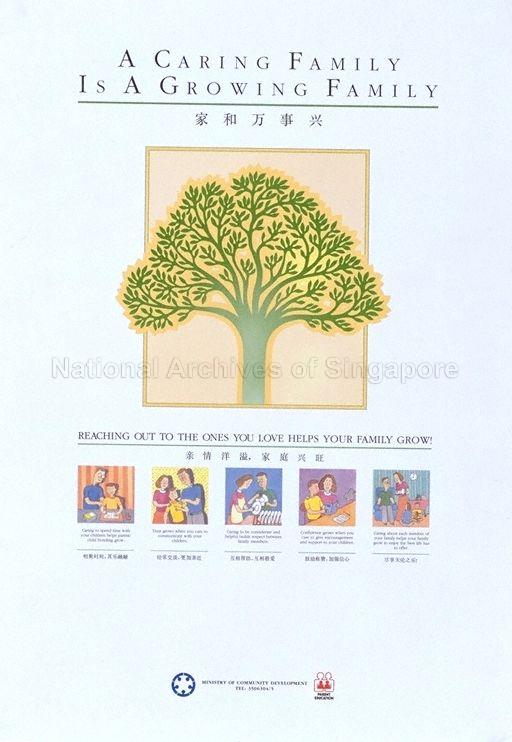 A CARING FAMILY
IS A GROWING FAMILY
家和万事兴
National Archives of Singapore
REACHING OUT TO THE ONES YOU LOVE HELPS YOUR FAMILY GROW!
亲情洋溢，家庭兴旺
Caring to spend time with
your children helps parent
child bonding grow.
相聚时刻，其乐融融
Trust grows when you care to
communicate with your
children.
经常交谈，更加亲近
Caring to be considerate and
helpful builds respect between
family members.
互相帮助，互相敬爱
Confidence grows when you
care to give encouragement
and support to your children.
鼓励称赞，加强信心
Caring about each member of
your family helps your family
grow to enjoy the best life has
to offer.
尽享天伦之乐!
MINISTRY OF COMMUNITY DEVELOPMENT
TEL: 3506304/5
PARENT
EDUCATION